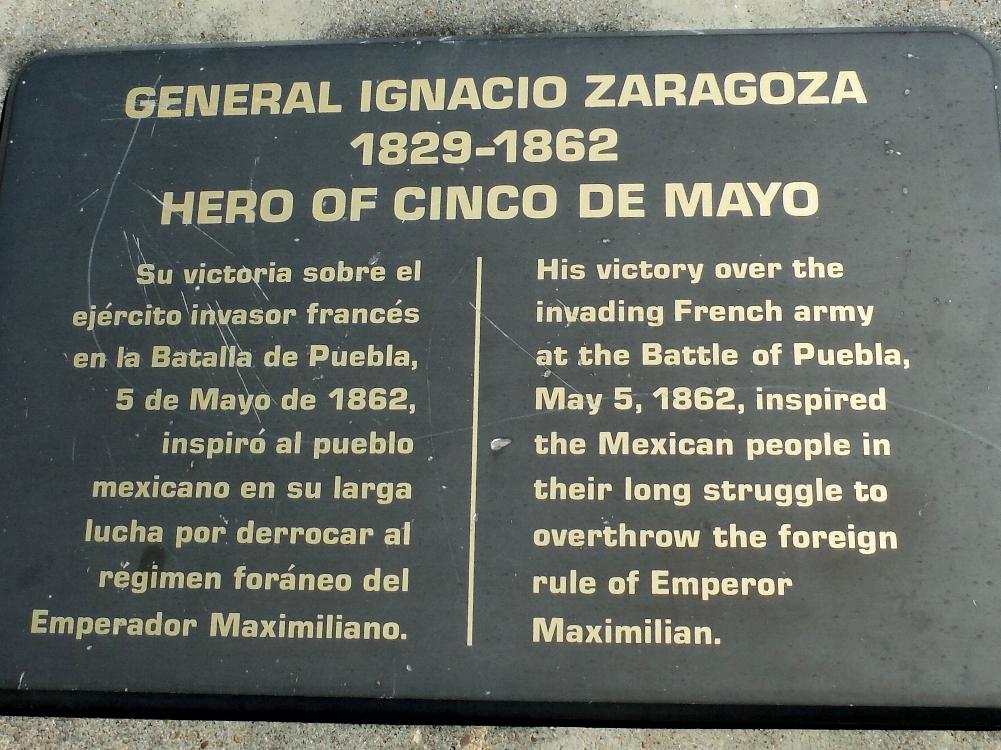 GENERAL IGNACIO ZARAGOZA
1829-1862
HERO OF CINCO DE MAYO
Su victoria sobre el
ejército invasor francés
en la Batalla de Puebla,
5 de Mayo de 1862,
inspiró al pueblo
mexicano en su larga
lucha por derrocar al
régimen foráneo del
Emperador Maximiliano.
His victory over the
invading French army
at the Battle of Puebla,
May 5, 1862, inspired
the Mexican people in
their long struggle to
overthrow the foreign
rule of Emperor
Maximilian.